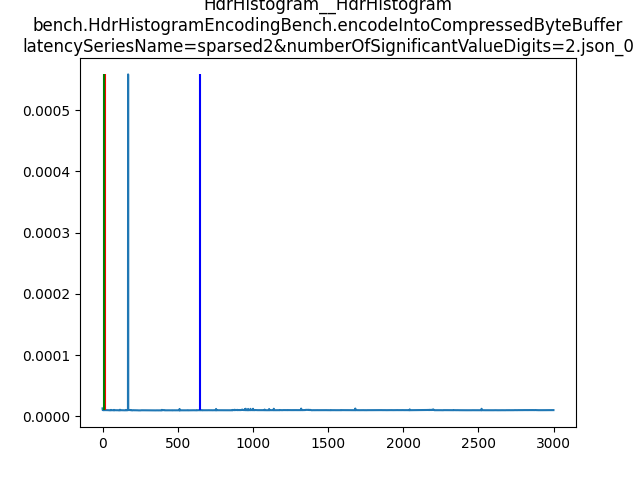 HdrHistogram__HdrHistogram
bench.HdrHistogramEncodingBench.encodeIntoCompressedByteBuffer
latencySeriesName=sparsed2&numberOfSignificantValueDigits=2.json_0
0.0005
0.0004
0.0003
0.0002
0.0001
0.0000
0 500 1000 1500 2000 2500 3000